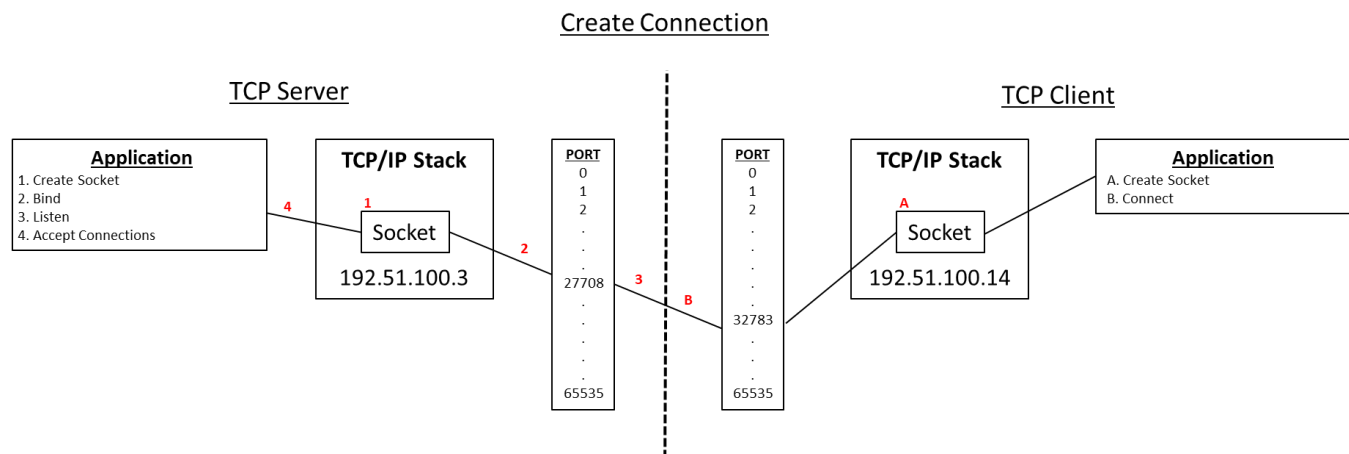 Create Connection
TCP Server
TCP Client
Application
1. Create Socket
2. Bind
3. Listen
4. Accept Connections
4
TCP/IP Stack
1
Socket
192.51.100.3
2
PORT
0
1
2
.
.
.
27708
.
.
.
.
65535
3
B
PORT
0
1
2
.
.
.
.
32783
.
.
.
65535
TCP/IP Stack
A
Socket
192.51.100.14
Application
A. Create Socket
B. Connect